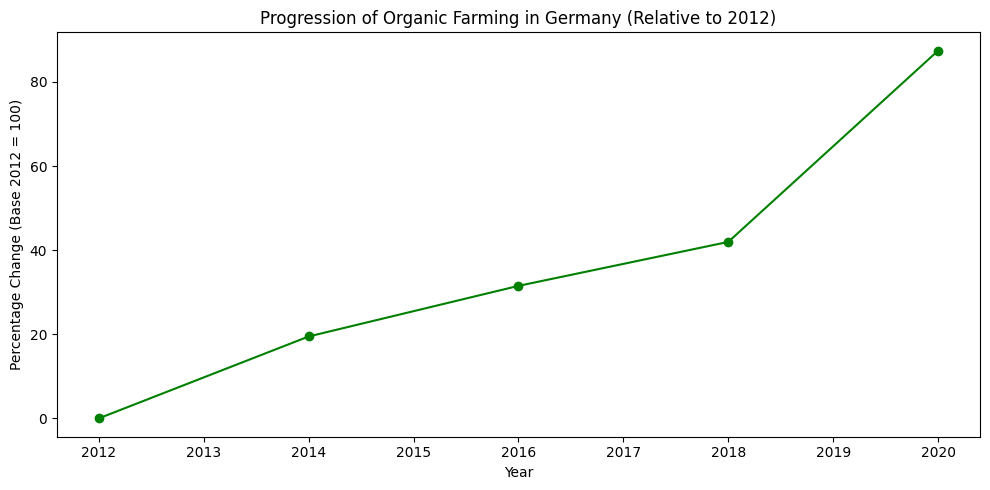 Progression of Organic Farming in Germany (Relative to 2012)
Percentage Change (Base 2012 = 100)
80
60
40
20
0
2012 2013 2014 2015 2016 2017 2018 2019 2020
Year